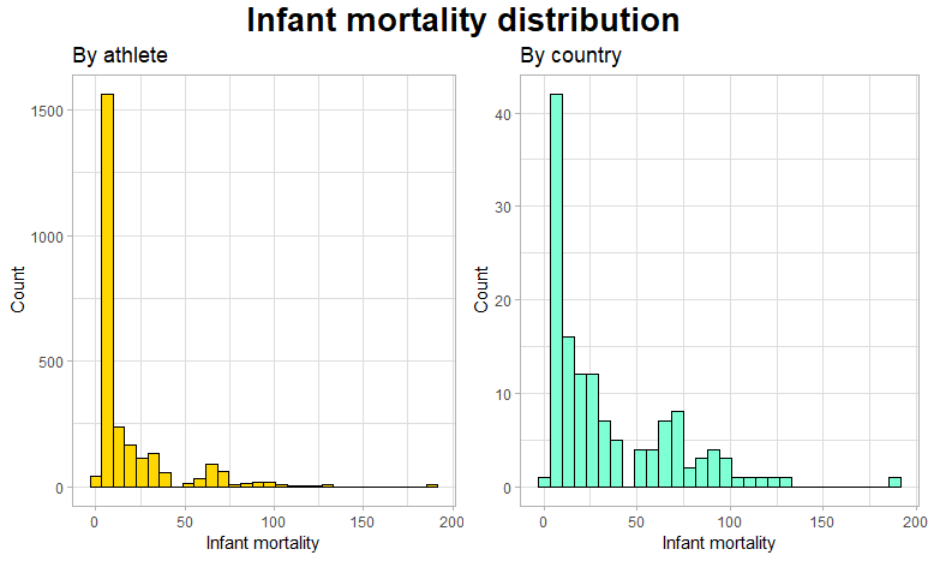 Infant mortality distribution
By athlete
1500
1000
500
0
Count
0 50 100 150 200
Infant mortality
By country
40
30
20
10
0
Count
0 50 100 150 200
Infant mortality